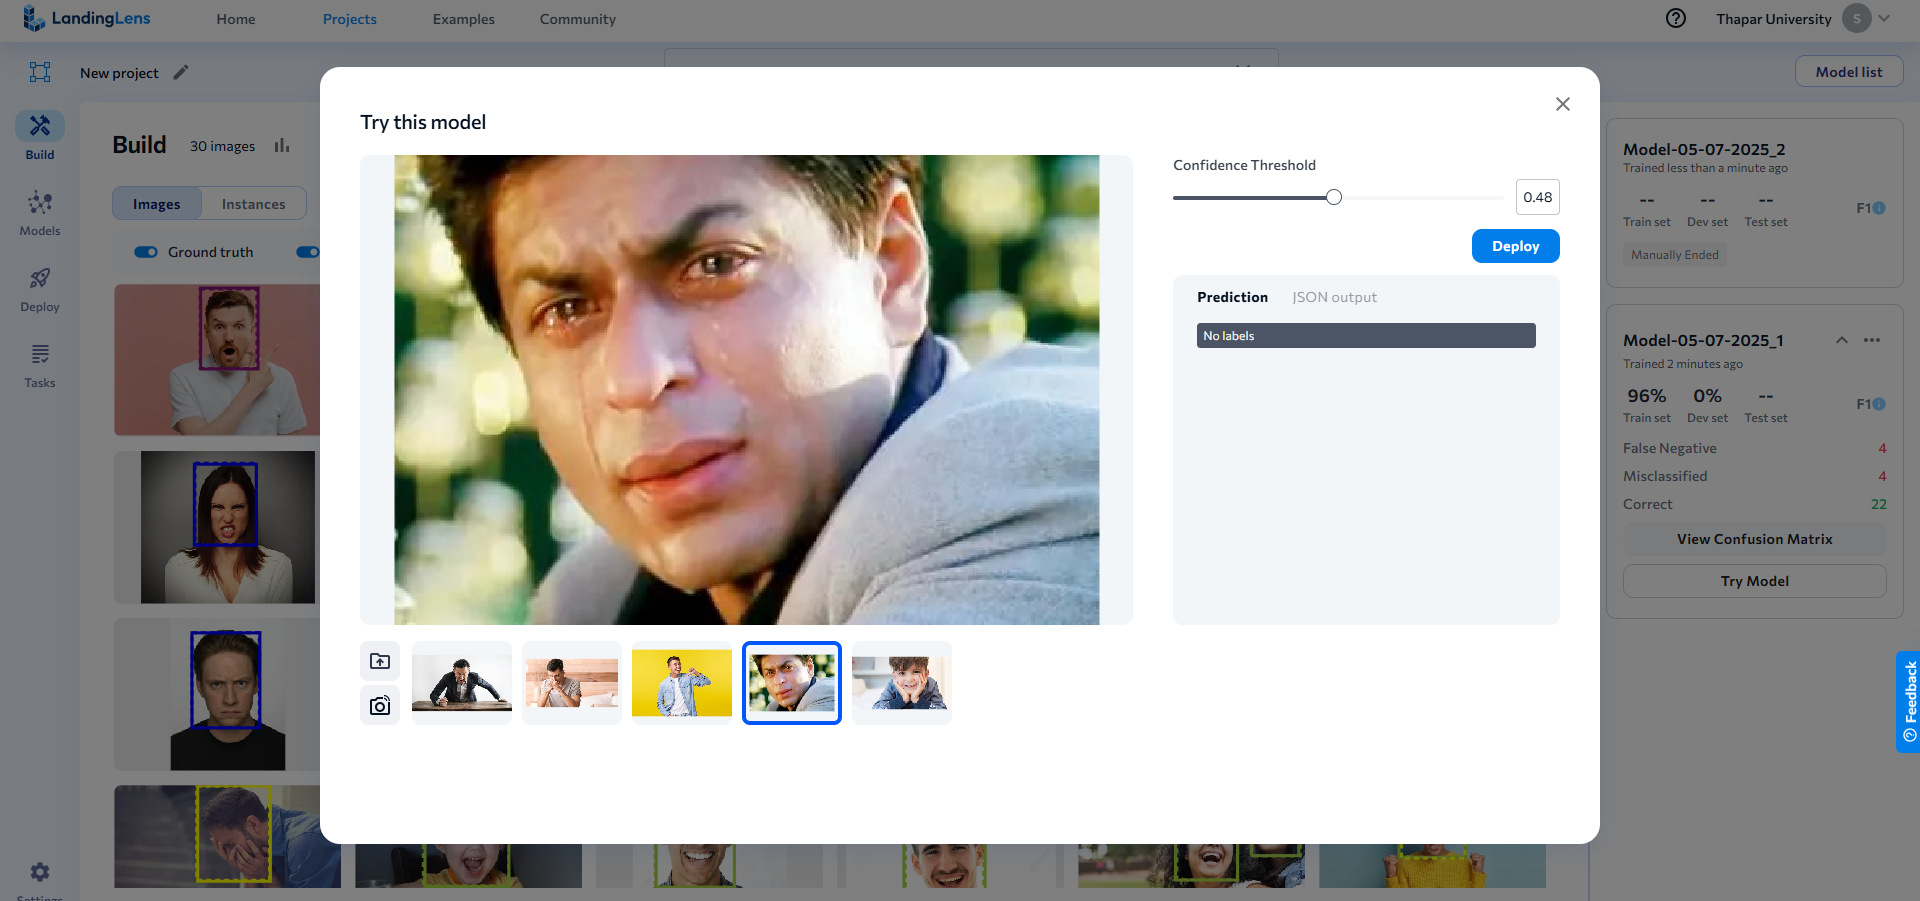 LandingLens
Home
Projects
Examples
Community
Thapar University
S
New project
Model list
Build
Models
Deploy
Tasks
Build
30 images
Images
Instances
Ground truth
Try this model
Confidence Threshold
0.48
Deploy
Prediction
JSON output
No labels
Model-05-07-2025_2
Trained less than a minute ago
-- -- --
Train set Dev set Test set
F1
Manually Ended
Model-05-07-2025_1
Trained 2 minutes ago
96% 0% --
Train set Dev set Test set
F1
False Negative 4
Misclassified 4
Correct 22
View Confusion Matrix
Try Model
Feedback